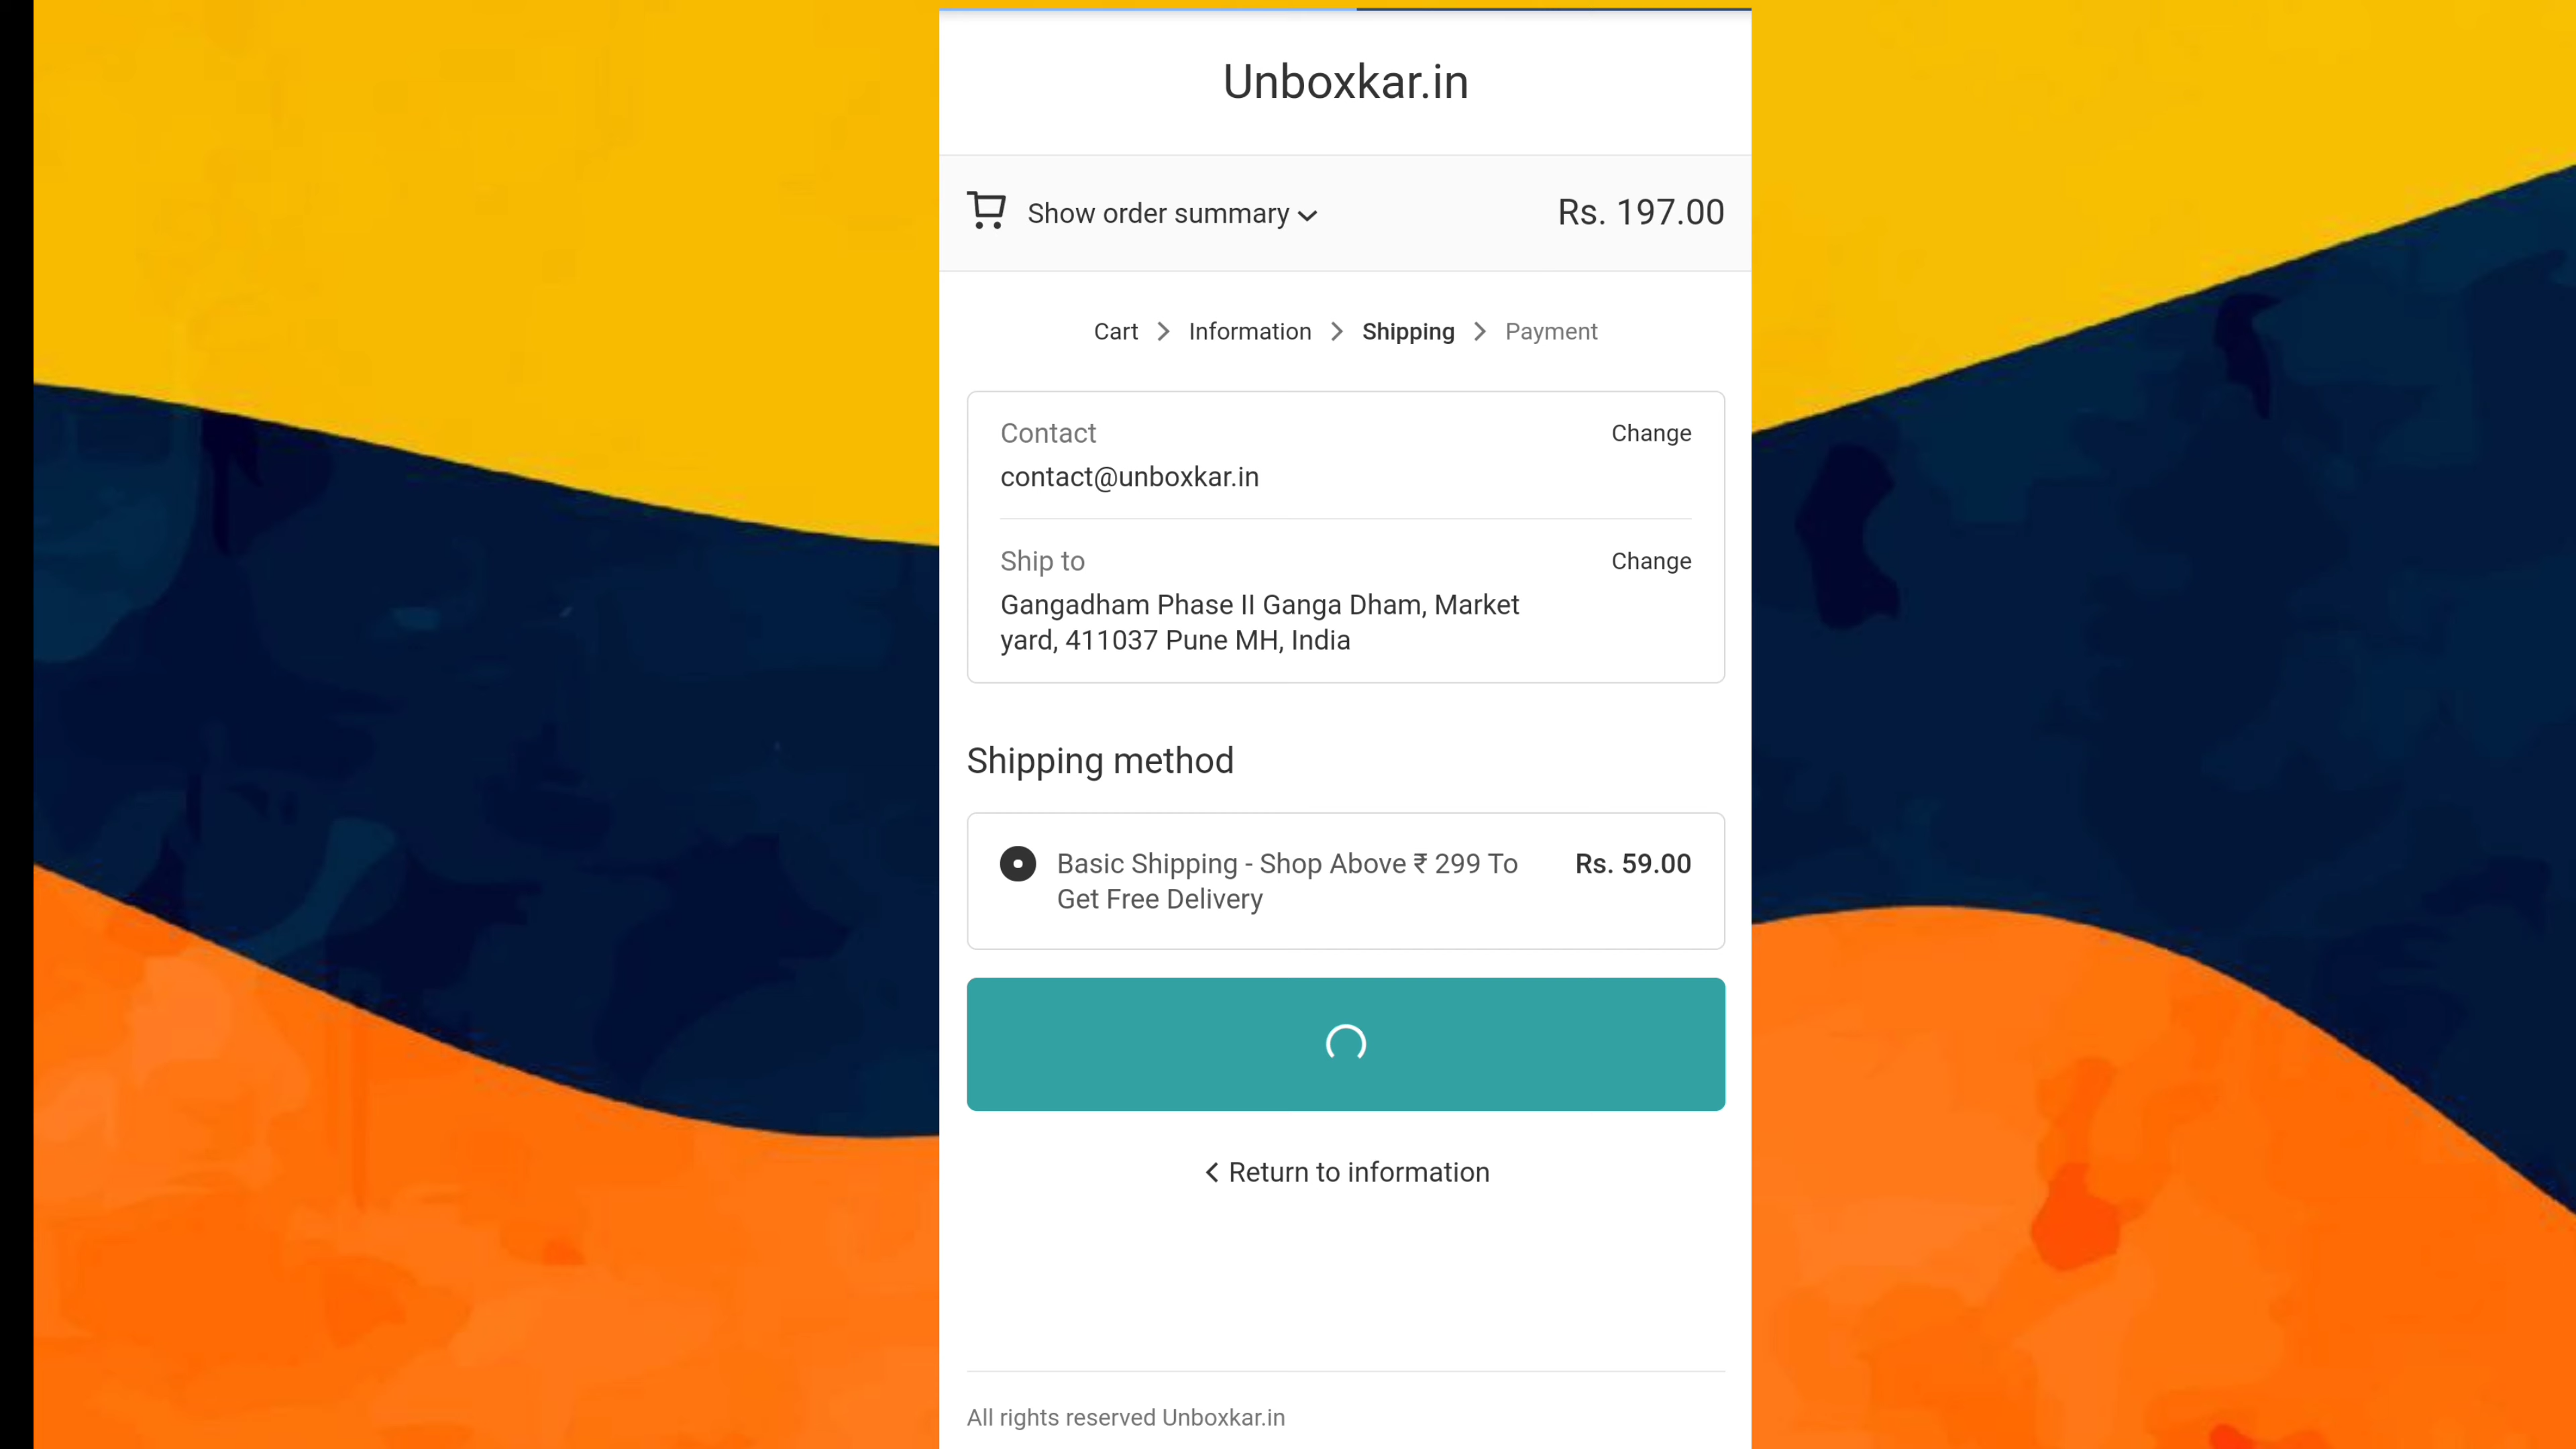 Unboxkar.in
Show order summary Rs. 197.00
Cart > Information > Shipping > Payment
Contact Change
contact@unboxkar.in
Ship to Change
Gangadham Phase II Ganga Dham, Market
yard, 411037 Pune MH, India
Shipping method
Basic Shipping - Shop Above ₹ 299 To Rs. 59.00
Get Free Delivery
< Return to information
All rights reserved Unboxkar.in